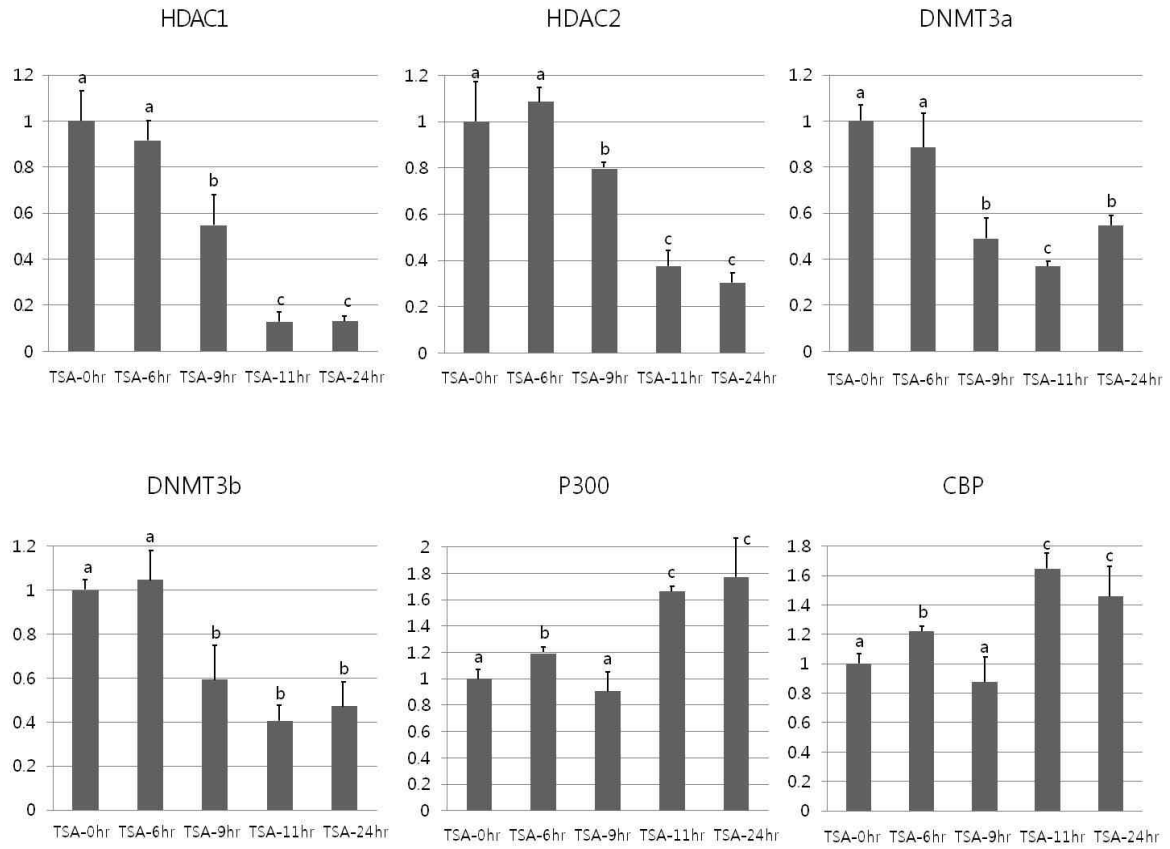 HDAC1
1.2
1
0.8
0.6
0.4
0.2
0
a
a
b
c
c
TSA-0hr TSA-6hr TSA-9hr TSA-11hr TSA-24hr
HDAC2
1.2
1
0.8
0.6
0.4
0.2
0
a
a
b
c
c
TSA-0hr TSA-6hr TSA-9hr TSA-11hr TSA-24hr
DNMT3a
1.2
1
0.8
0.6
0.4
0.2
0
a
a
b
c
b
TSA-0hr TSA-6hr TSA-9hr TSA-11hr TSA-24hr
DNMT3b
1.2
1
0.8
0.6
0.4
0.2
0
a
a
b
b
b
TSA-0hr TSA-6hr TSA-9hr TSA-11hr TSA-24hr
P300
2
1.8
1.6
1.4
1.2
1
0.8
0.6
0.4
0.2
0
a
b
a
c
c
TSA-0hr TSA-6hr TSA-9hr TSA-11hr TSA-24hr
CBP
1.8
1.6
1.4
1.2
1
0.8
0.6
0.4
0.2
0
a
b
a
c
c
TSA-0hr TSA-6hr TSA-9hr TSA-11hr TSA-24hr